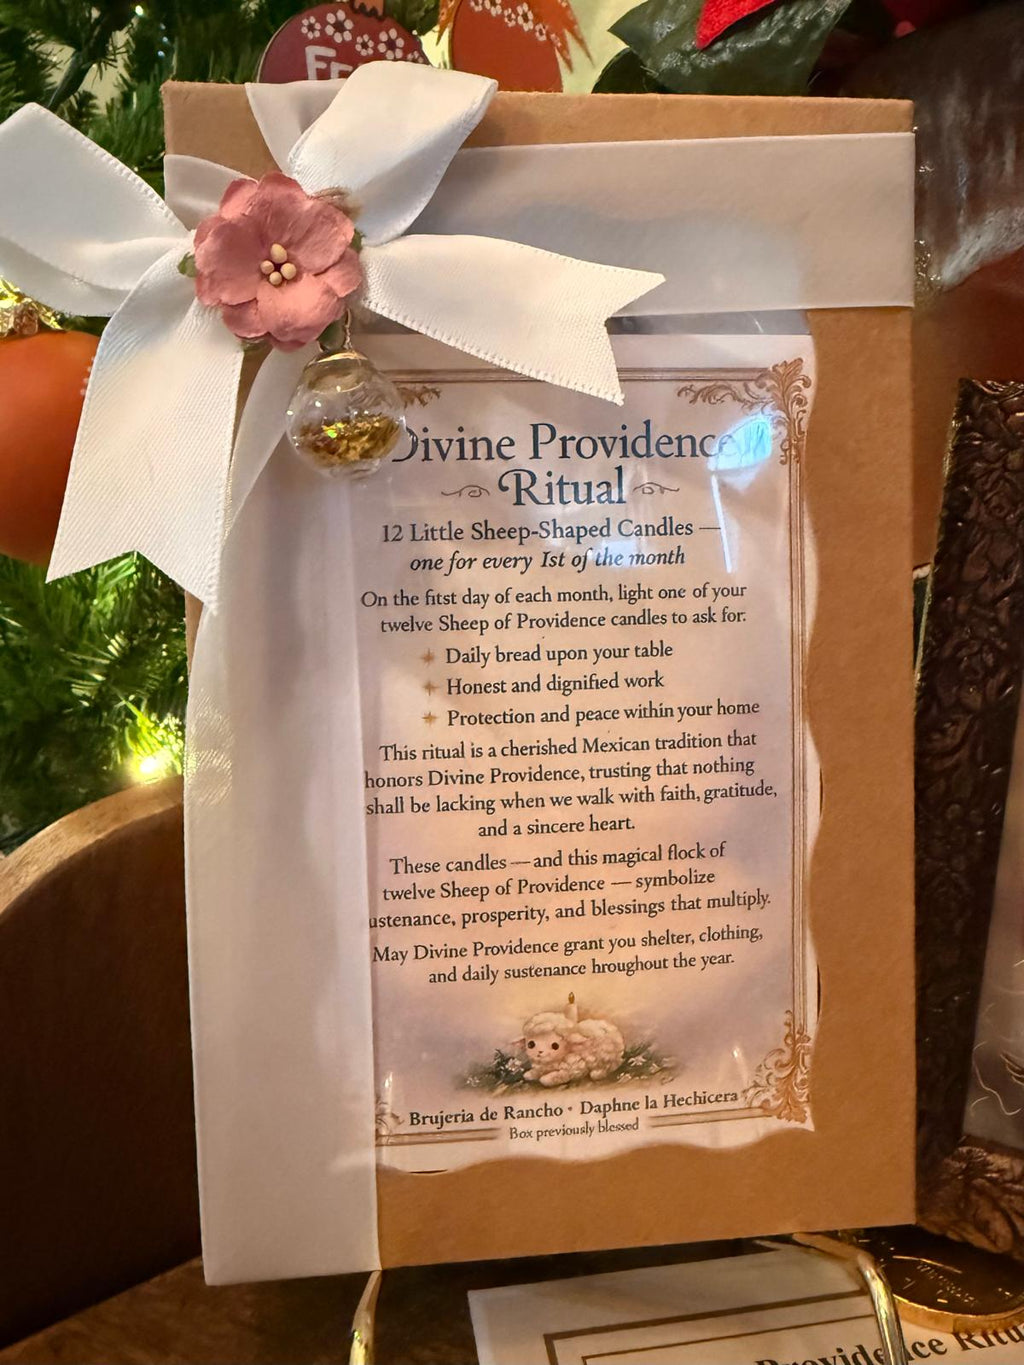 Divine Providence
Ritual
12 Little Sheep-Shaped Candles —
one for every 1st of the month
On the fitst day of each month, light one of your
twelve Sheep of Providence candles to ask for:
Daily bread upon your table
Honest and dignified work
Protection and peace within your home
This ritual is a cherished Mexican tradition that
honors Divine Providence, trusting that nothing
shall be lacking when we walk with faith, gratitude,
and a sincere heart.
These candles — and this magical flock of
twelve Sheep of Providence — symbolize
ustenance, prosperity, and blessings that multiply.
May Divine Providence grant you shelter, clothing,
and daily sustenance hroughout the year.
Brujeria de Rancho • Daphne la Hechicera
Box previously blessed
Providence Ritu